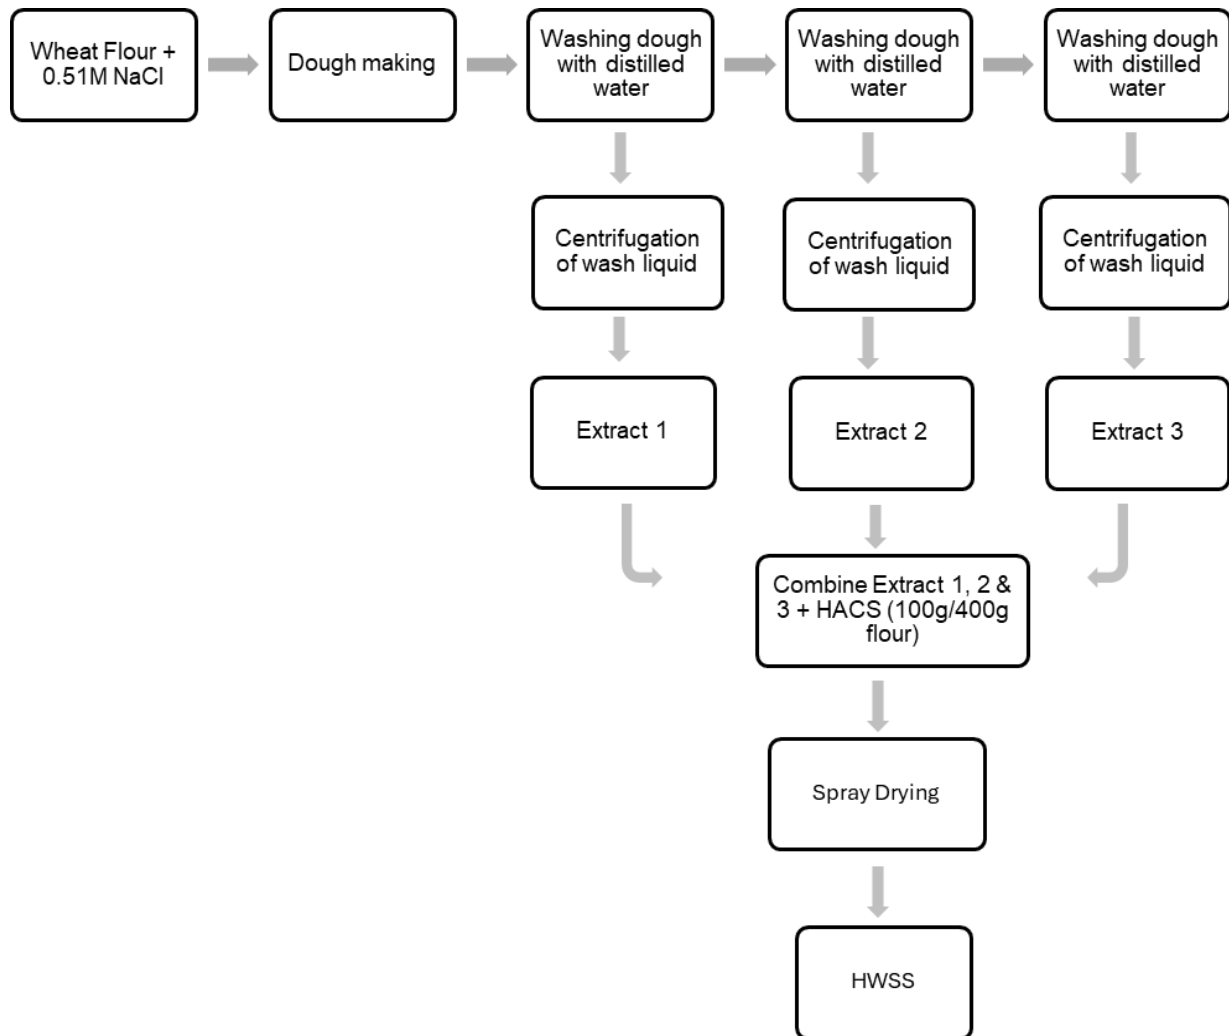 Wheat Flour +
0.51M NaCl
Dough making
Washing dough
with distilled
water
Washing dough
with distilled
water
Washing dough
with distilled
water
Centrifugation
of wash liquid
Centrifugation
of wash liquid
Centrifugation
of wash liquid
Extract 1
Extract 2
Extract 3
Combine Extract 1, 2 &
3 + HACS (100g/400g
flour)
Spray Drying
HWSS